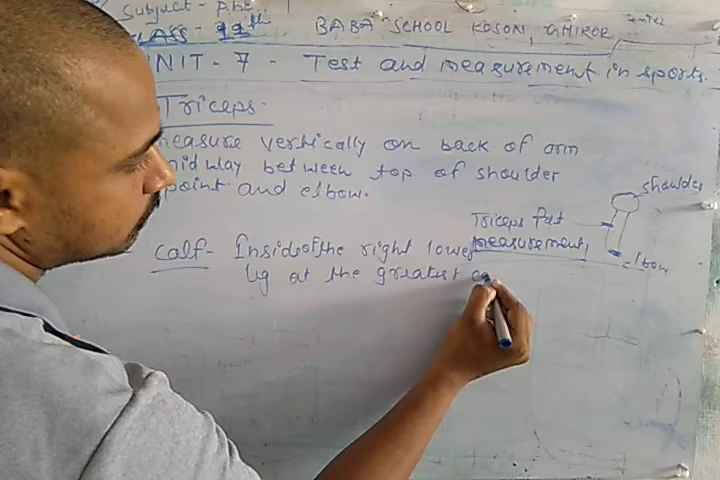 Subject - Phe
CLASS - 11th
BABA SCHOOL KOSON, GHIROR
UNIT - 7 - Test and measurement in sports.
Triceps -
measure vertically on back of arm
midway between top of shoulder
point and elbow.
shoulder
Triceps fat
measurement,
elbow
calf - Inside of the right lower
lig at the greatest ca